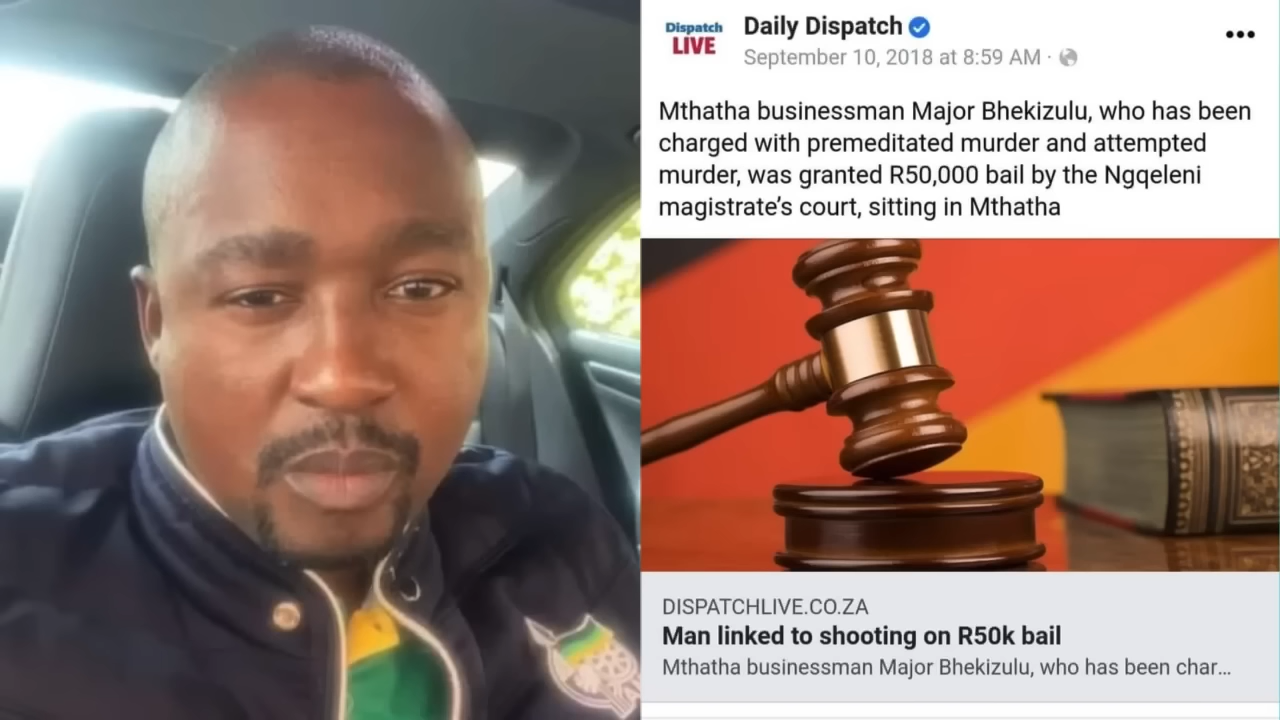 Dispatch
LIVE
Daily Dispatch
September 10, 2018 at 8:59 AM ·
Mthatha businessman Major Bhekizulu, who has been
charged with premeditated murder and attempted
murder, was granted R50,000 bail by the Ngqeleni
magistrate’s court, sitting in Mthatha
DISPATCHLIVE.CO.ZA
Man linked to shooting on R50k bail
Mthatha businessman Major Bhekizulu, who has been char...